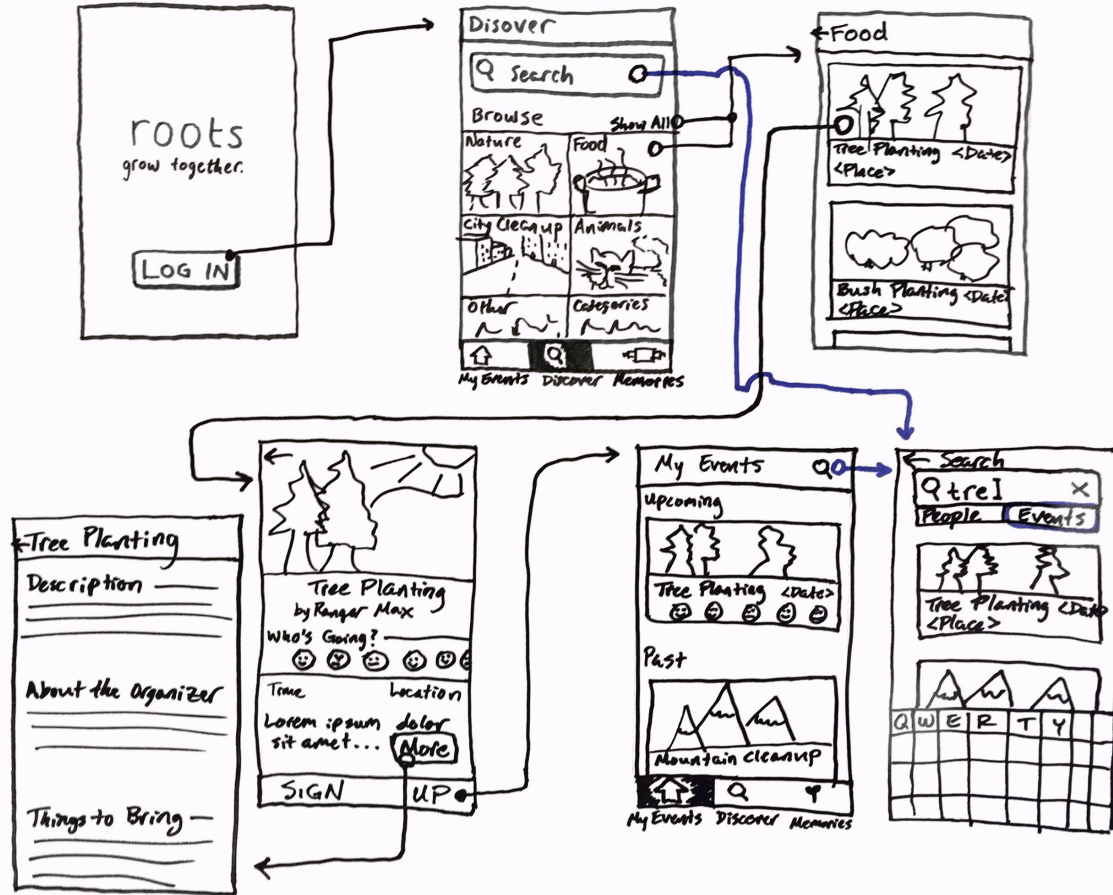 roots
grow together.
LOG IN
Disover
Search
Browse
Show All
Nature
Food
City Cleanup
Animals
Other
Categories
My Events
Discover
Memories
Food
Tree Planting <Date>
<Place>
Bush Planting <Date>
<Place>
Tree Planting
Description
About the Organizer
Things to Bring
Tree Planting
by Ranger Max
Who's Going?
Time
Location
Lorem ipsum dolor
sit amet...
More
SIGN UP
My Events
Upcoming
Tree Planting <Date>
Past
Mountain Cleanup
My Events
Discover
Memories
Search
treI
X
People
Events
Tree Planting <Date>
<Place>
Q W E R T Y